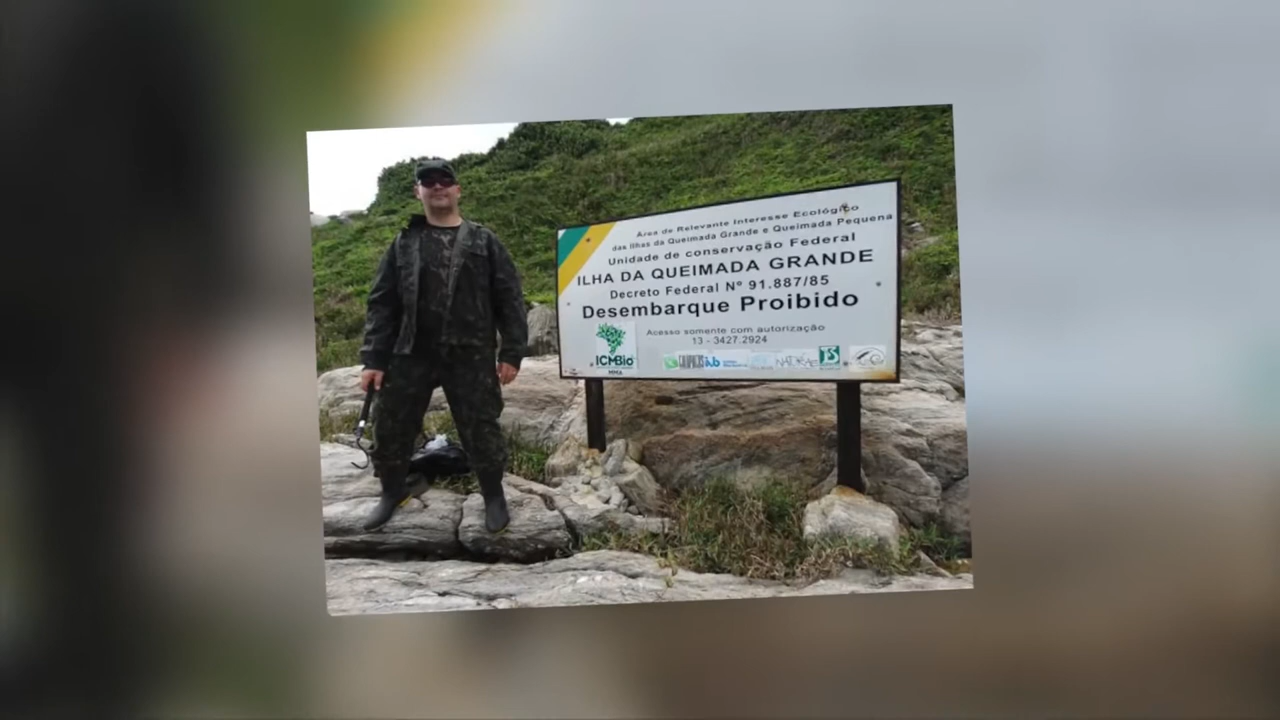 Área de Relevante Interesse Ecológico
das Ilhas da Queimada Grande e Queimada Pequena
Unidade de conservação Federal
ILHA DA QUEIMADA GRANDE
Decreto Federal Nº 91.887/85
Desembarque Proibido
Acesso somente com autorização
13 - 3427.2924
ICMBio
MMA